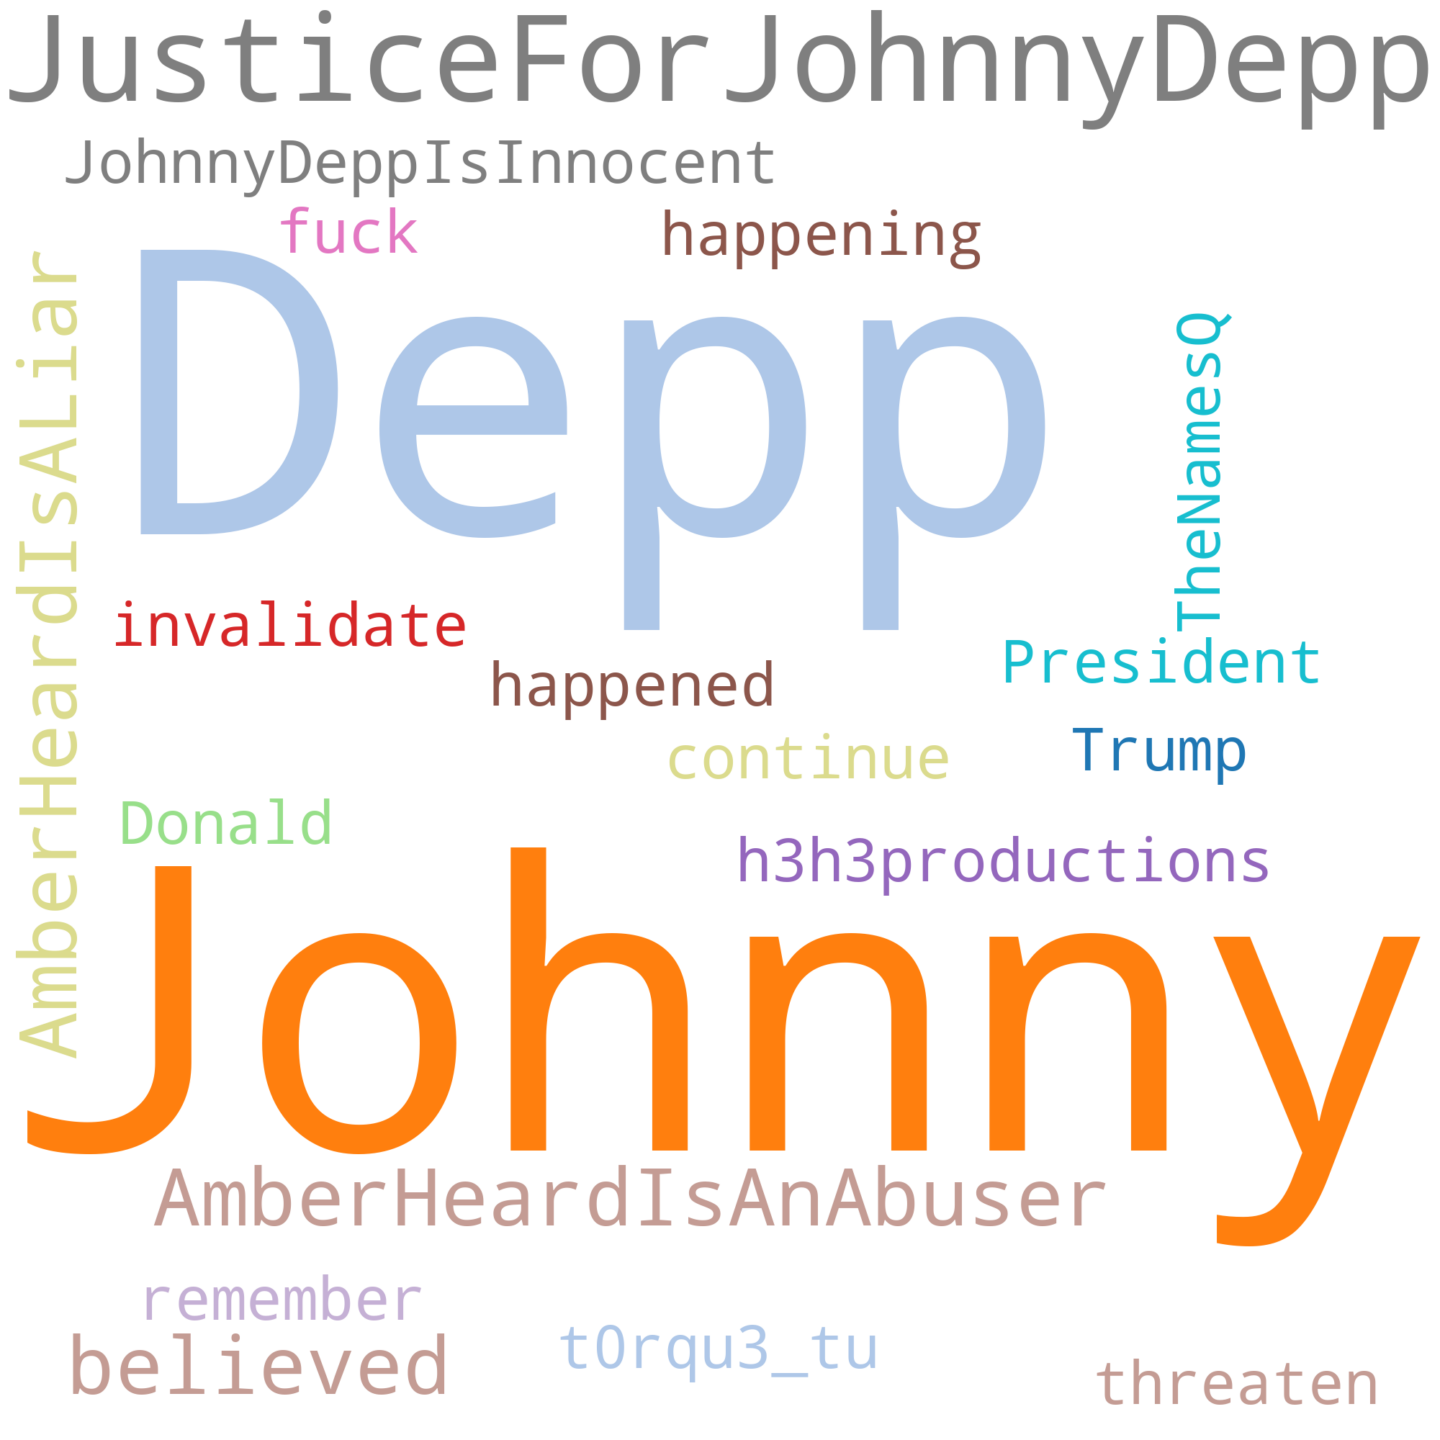 JusticeForJohnnyDepp
JohnnyDeppIsInnocent
fuck
happening
AmberHeardIsALiar
Depp
TheNamesQ
invalidate
President
happened
Trump
continue
Donald
h3h3productions
Johnny
AmberHeardIsAnAbuser
remember
t0rqu3_tu
believed
threaten